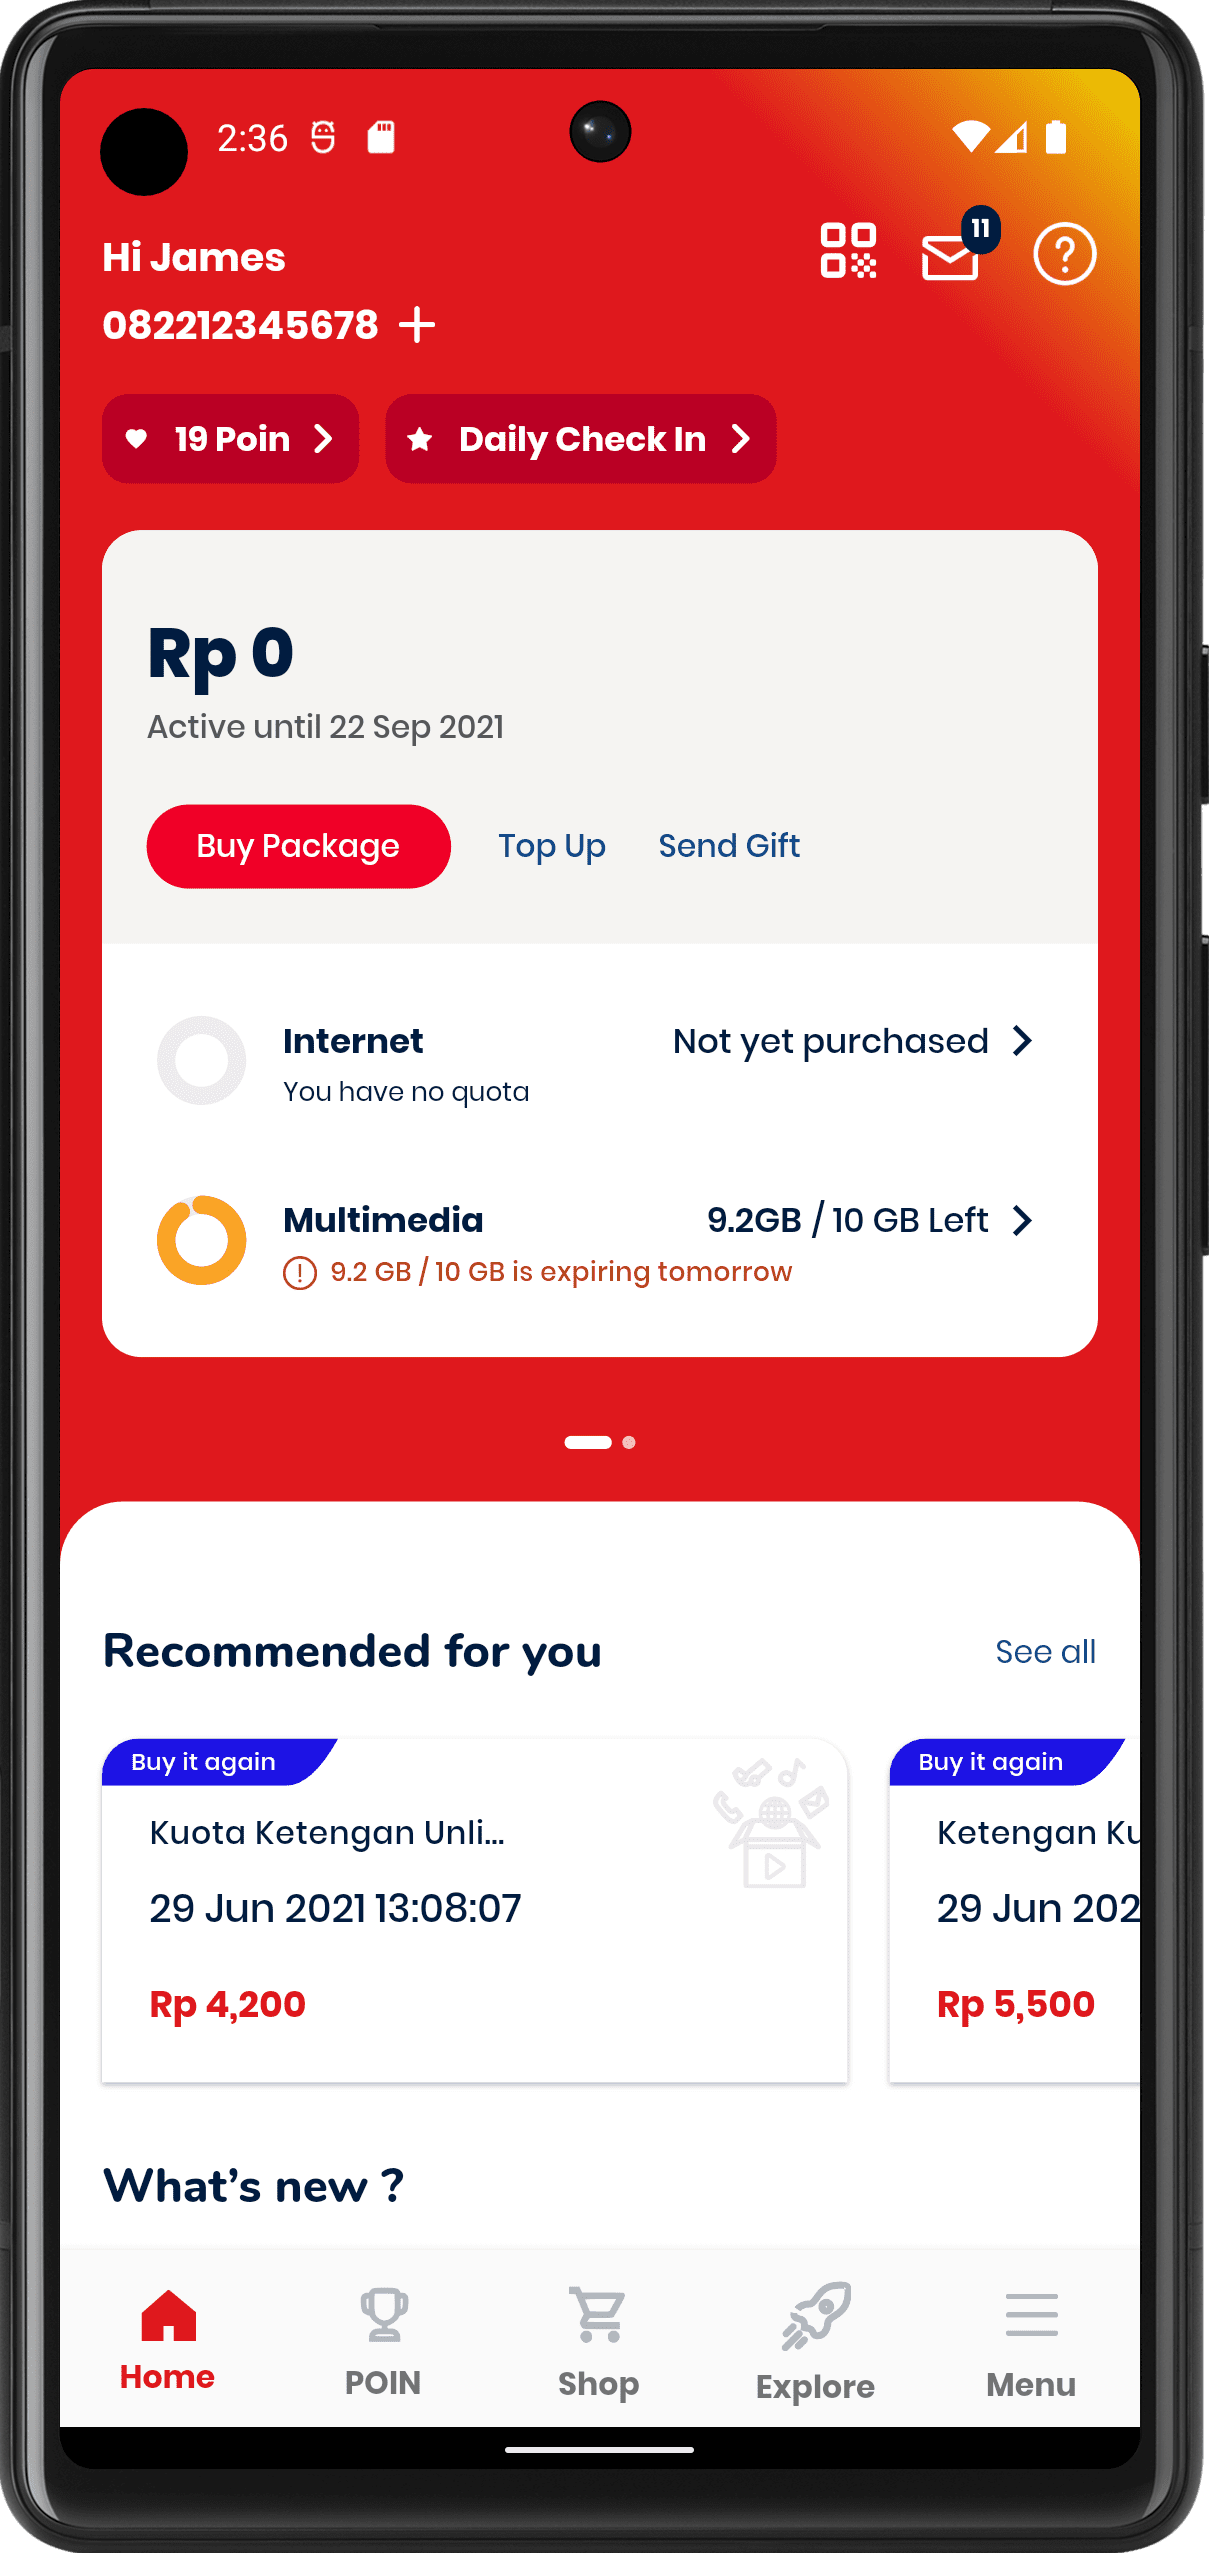 2:36
11
Hi James
082212345678
19 Poin
Daily Check In
Rp 0
Active until 22 Sep 2021
Buy Package
Top Up
Send Gift
Internet
Not yet purchased
You have no quota
Multimedia
9.2GB / 10 GB Left
9.2 GB / 10 GB is expiring tomorrow
Recommended for you
See all
Buy it again
Kuota Ketengan Unli...
29 Jun 2021 13:08:07
Rp 4,200
Buy it again
Ketengan Ku
29 Jun 202
Rp 5,500
What's new ?
Home
POIN
Shop
Explore
Menu